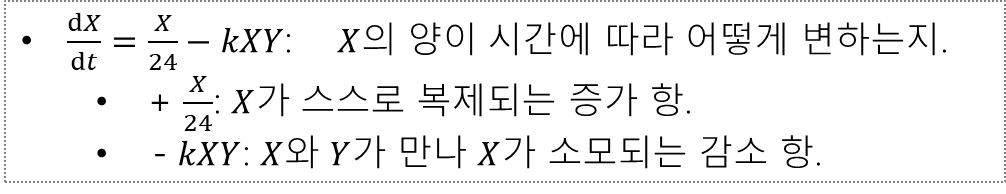 • dX/dt = X/24 − kXY: X의 양이 시간에 따라 어떻게 변하는지.
• + X/24: X가 스스로 복제되는 증가 항.
• - kXY: X와 Y가 만나 X가 소모되는 감소 항.